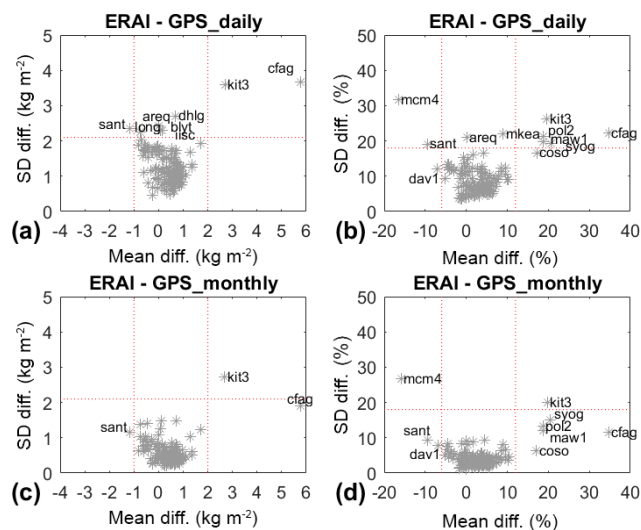 ERAI - GPS_daily
SD diff. (kg m-2)
6
5
4
3
2
1
0
cfag
kit3
areq
dhlg
sant
long
blyt
lisc
-4 -3 -2 -1 0 1 2 3 4 5 6
(a)
Mean diff. (kg m-2)
ERAI - GPS_daily
SD diff. (%)
50
40
30
20
10
0
mcm4
kit3
pol2
cfag
mkea
areq
maw1
sant
syog
coso
dav1
-20 -10 0 10 20 30 40
(b)
Mean diff. (%)
ERAI - GPS_monthly
SD diff. (kg m-2)
6
5
4
3
2
1
0
kit3
cfag
sant
-4 -3 -2 -1 0 1 2 3 4 5 6
(c)
Mean diff. (kg m-2)
ERAI - GPS_monthly
SD diff. (%)
50
40
30
20
10
0
mcm4
kit3
syog
sant
pol2
cfag
maw1
dav1
coso
-20 -10 0 10 20 30 40
(d)
Mean diff. (%)